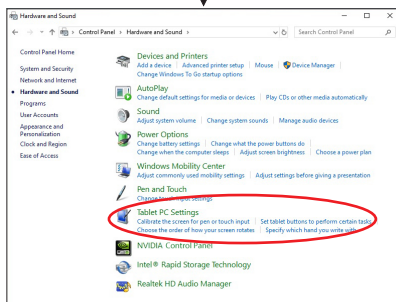 Hardware and Sound
Control Panel > Hardware and Sound >
Search Control Panel
Control Panel Home
System and Security
Network and Internet
Hardware and Sound
Programs
User Accounts
Appearance and
Personalization
Clock and Region
Ease of Access
Devices and Printers
Add a device | Advanced printer setup | Mouse | Device Manager
Change Windows To Go startup options
AutoPlay
Change default settings for media or devices | Play CDs or other media automatically
Sound
Adjust system volume | Change system sounds | Manage audio devices
Power Options
Change battery settings | Change what the power buttons do
Change when the computer sleeps | Adjust screen brightness | Choose a power plan
Windows Mobility Center
Adjust commonly used mobility settings | Adjust settings before giving a presentation
Pen and Touch
Change touch input settings
Tablet PC Settings
Calibrate the screen for pen or touch input | Set tablet buttons to perform certain tasks
Choose the order of how your screen rotates | Specify which hand you write with
NVIDIA Control Panel
Intel® Rapid Storage Technology
Realtek HD Audio Manager